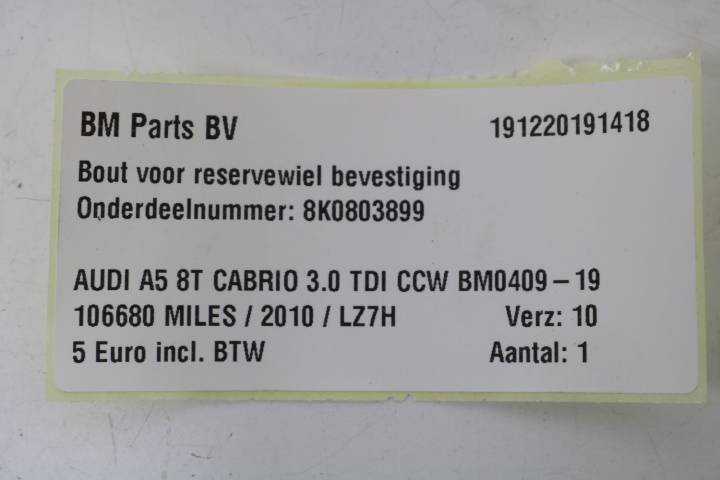 BM Parts BV 191220191418
Bout voor reservewiel bevestiging
Onderdeelnummer: 8K0803899
AUDI A5 8T CABRIO 3.0 TDI CCW BM0409 – 19
106680 MILES / 2010 / LZ7H Verz: 10
5 Euro incl. BTW Aantal: 1